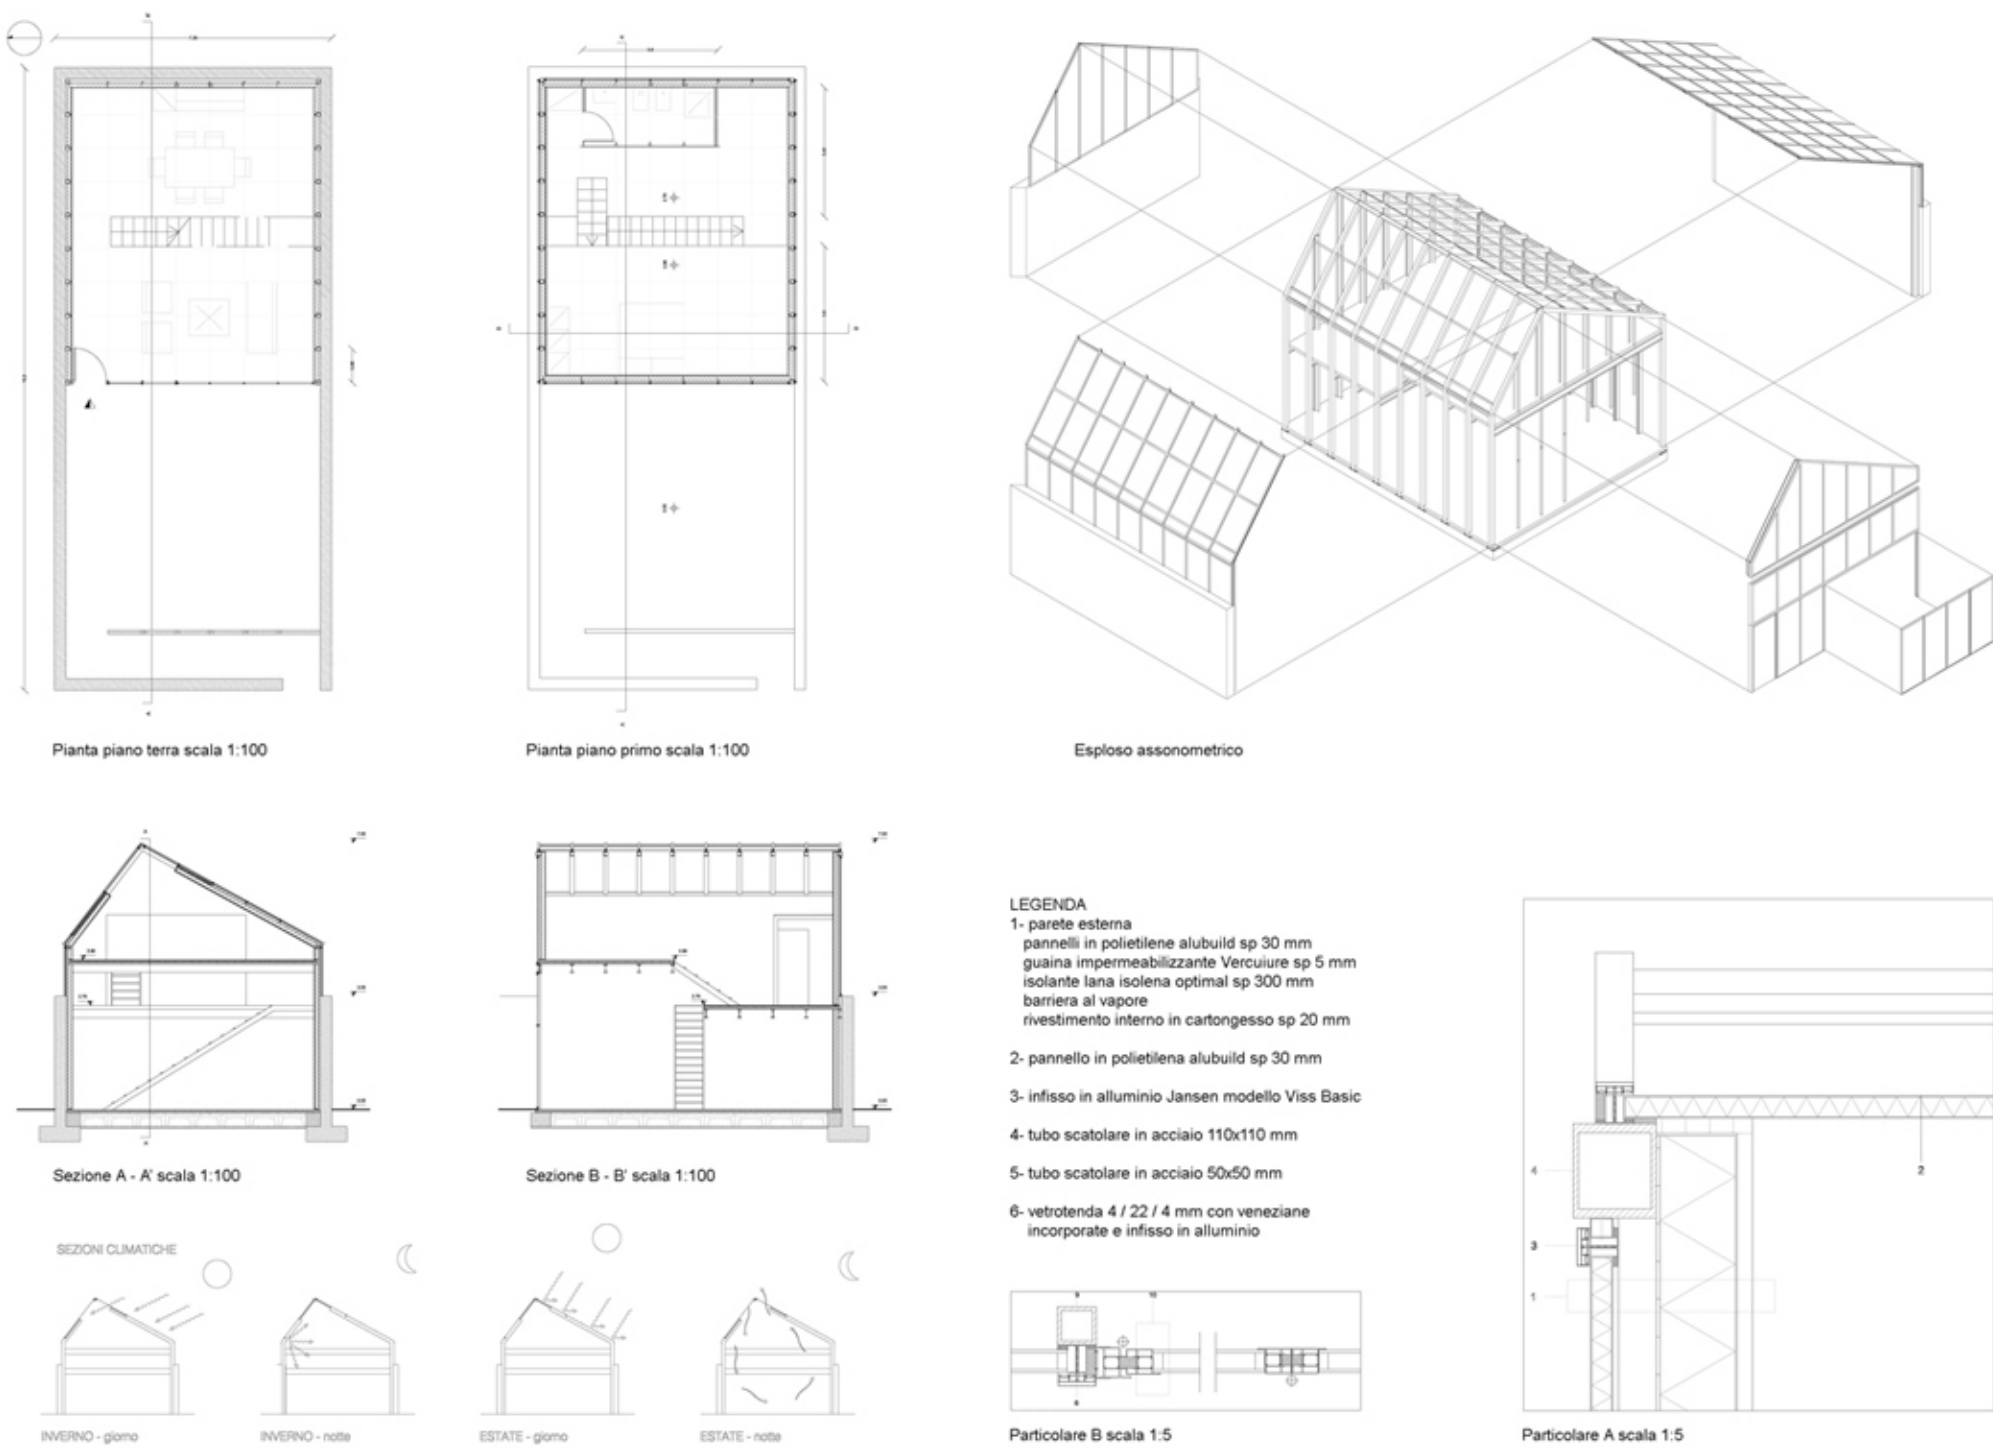 Pianta piano terra scala 1:100
Pianta piano primo scala 1:100
Esploso assonometrico
Sezione A - A' scala 1:100
Sezione B - B' scala 1:100
LEGENDA
1- parete esterna
pannelli in polietilene alubuild sp 30 mm
guaina impermeabilizzante Vercuiure sp 5 mm
isolante lana isolena optimal sp 300 mm
barriera al vapore
rivestimento interno in cartongesso sp 20 mm
2- pannello in polietilena alubuild sp 30 mm
3- infisso in alluminio Jansen modello Viss Basic
4- tubo scatolare in acciaio 110x110 mm
5- tubo scatolare in acciaio 50x50 mm
6- vetrotenda 4 / 22 / 4 mm con veneziane
incorporate e infisso in alluminio
SEZIONI CLIMATICHE
INVERNO - giorno
INVERNO - notte
ESTATE - giorno
ESTATE - notte
9
10
6
Particolare B scala 1:5
4
2
3
1
Particolare A scala 1:5